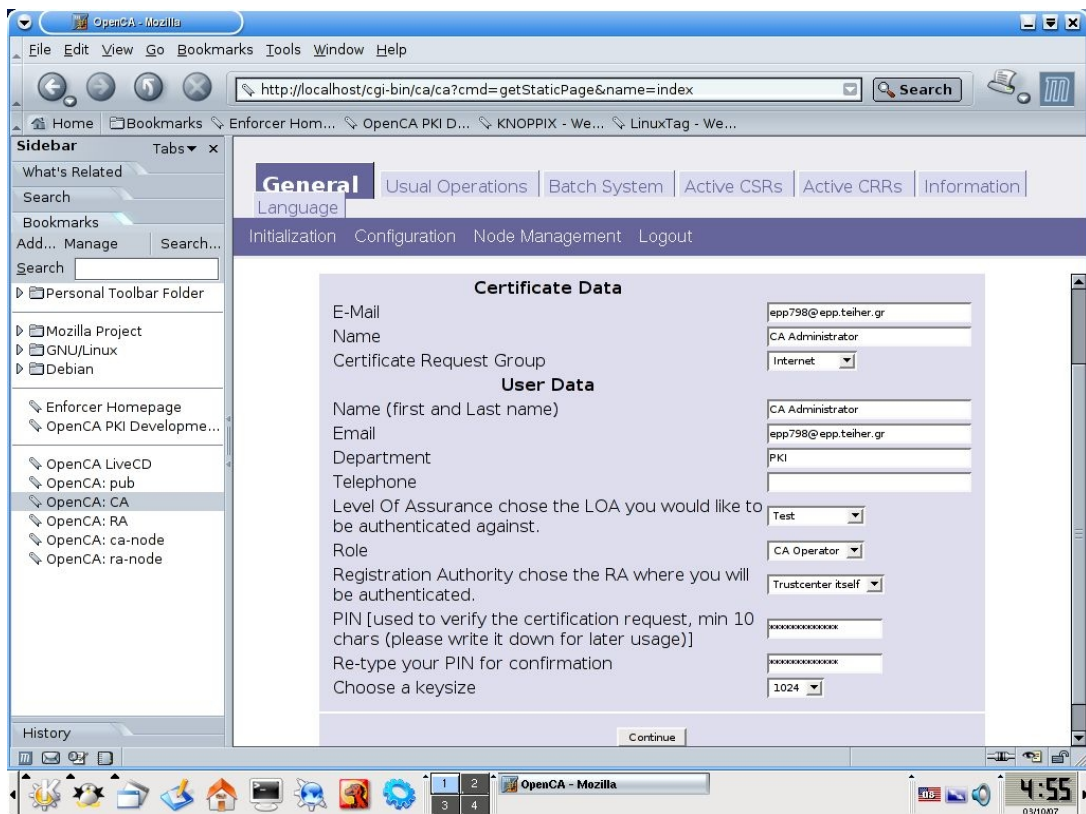 OpenCA - Mozilla
File Edit View Go Bookmarks Tools Window Help
http://localhost/cgi-bin/ca/ca?cmd=getStaticPage&name=index
Search
Home Bookmarks Enforcer Hom... OpenCA PKI D... KNOPPIX - We... LinuxTag - We...
Sidebar Tabs x
What's Related
Search
Bookmarks
Add... Manage Search...
Search
Personal Toolbar Folder
Mozilla Project
GNU/Linux
Debian
Enforcer Homepage
OpenCA PKI Developme...
OpenCA LiveCD
OpenCA: pub
OpenCA: CA
OpenCA: RA
OpenCA: ca-node
OpenCA: ra-node
History
General Usual Operations Batch System Active CSRs Active CRRs Information
Language
Initialization Configuration Node Management Logout
Certificate Data
E-Mail epp798@epp.teiher.gr
Name CA Administrator
Certificate Request Group Internet
User Data
Name (first and Last name) CA Administrator
Email epp798@epp.teiher.gr
Department PKI
Telephone
Level Of Assurance chose the LOA you would like to
be authenticated against. Test
Role CA Operator
Registration Authority chose the RA where you will
be authenticated. Trustcenter itself
PIN [used to verify the certification request, min 10
chars (please write it down for later usage)]
Re-type your PIN for confirmation
Choose a keysize 1024
Continue
1 2
3 4
OpenCA - Mozilla
us
4:55
03/10/07